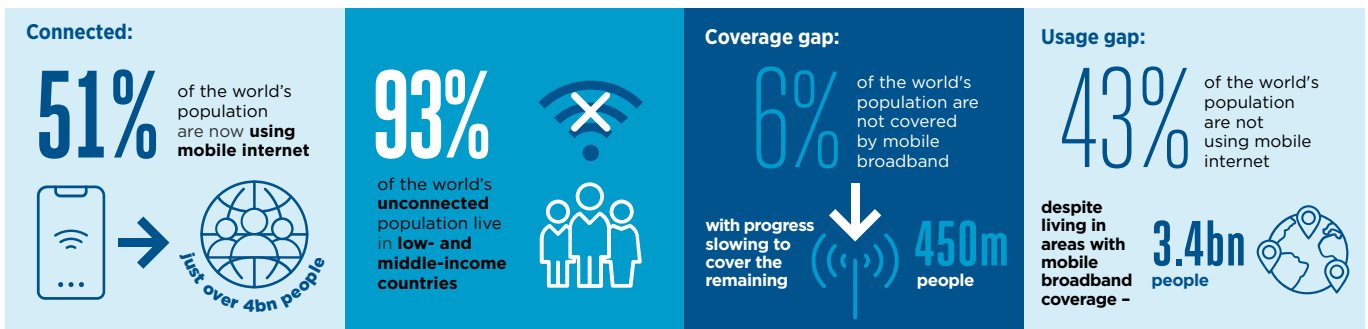 Connected:
51%
of the world's
population
are now using
mobile internet
just over 4bn people
93%
of the world's
unconnected
population live
in low- and
middle-income
countries
Coverage gap:
6%
of the world's
population are
not covered
by mobile
broadband
with progress
slowing to
cover the
remaining
450m
people
Usage gap:
43%
of the world's
population
are not
using mobile
internet
despite
living in
areas with
mobile
broadband
coverage –
3.4bn
people